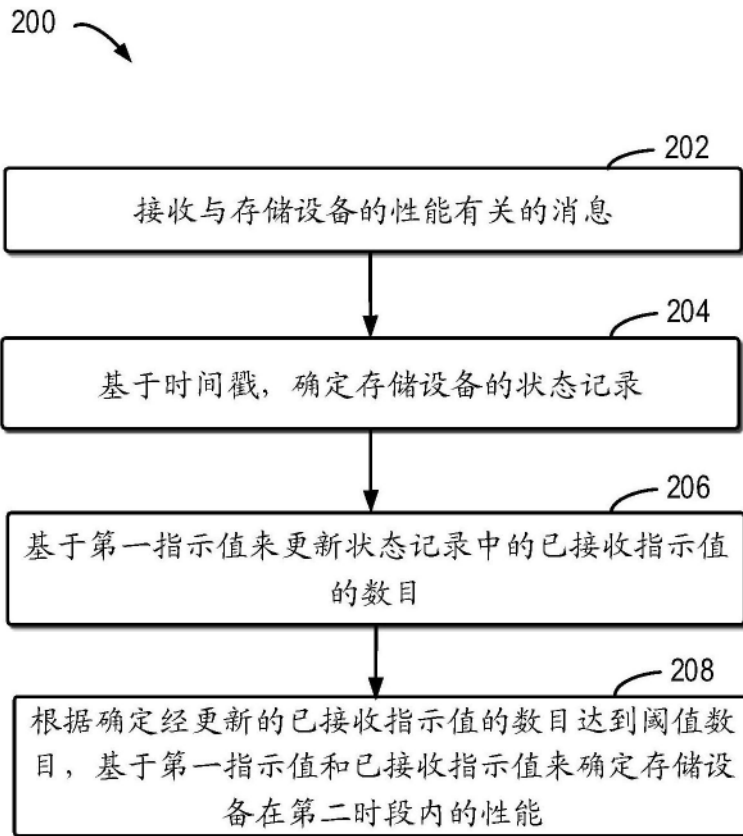 200
202
接收与存储设备的性能有关的消息
204
基于时间戳，确定存储设备的状态记录
206
基于第一指示值来更新状态记录中的已接收指示值
的数目
208
根据确定经更新的已接收指示值的数目达到阈值数
目，基于第一指示值和已接收指示值来确定存储设
备在第二时段内的性能